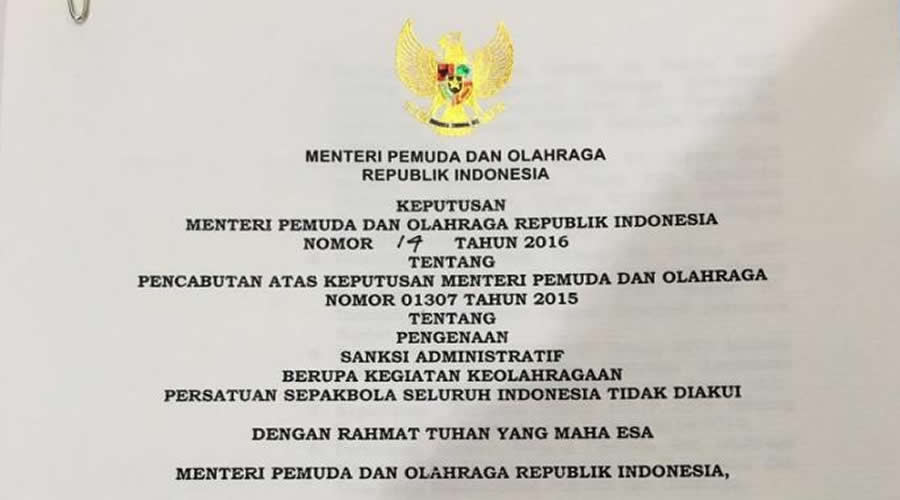 MENTERI PEMUDA DAN OLAHRAGA
REPUBLIK INDONESIA
KEPUTUSAN
MENTERI PEMUDA DAN OLAHRAGA REPUBLIK INDONESIA
NOMOR 14 TAHUN 2016
TENTANG
PENCABUTAN ATAS KEPUTUSAN MENTERI PEMUDA DAN OLAHRAGA
NOMOR 01307 TAHUN 2015
TENTANG
PENGENAAN
SANKSI ADMINISTRATIF
BERUPA KEGIATAN KEOLAHRAGAAN
PERSATUAN SEPAKBOLA SELURUH INDONESIA TIDAK DIAKUI
DENGAN RAHMAT TUHAN YANG MAHA ESA
MENTERI PEMUDA DAN OLAHRAGA REPUBLIK INDONESIA,